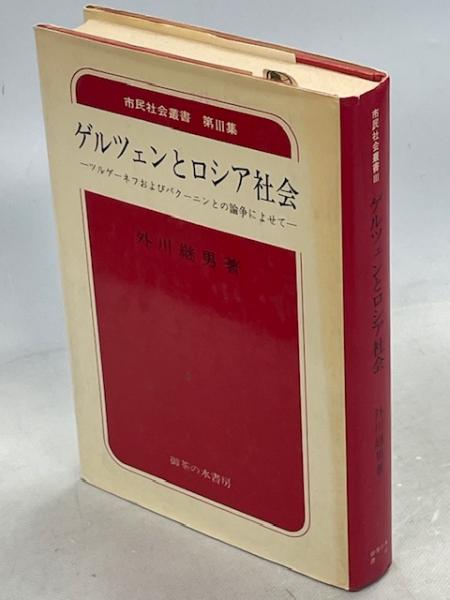 市民社会叢書 第III集
ゲルツェンとロシア社会
―ツルゲーネフおよびバクーニンとの論争によせて―
外川継男著
御茶の水書房
市民社会叢書III
ゲルツェンとロシア社会
外川継男著